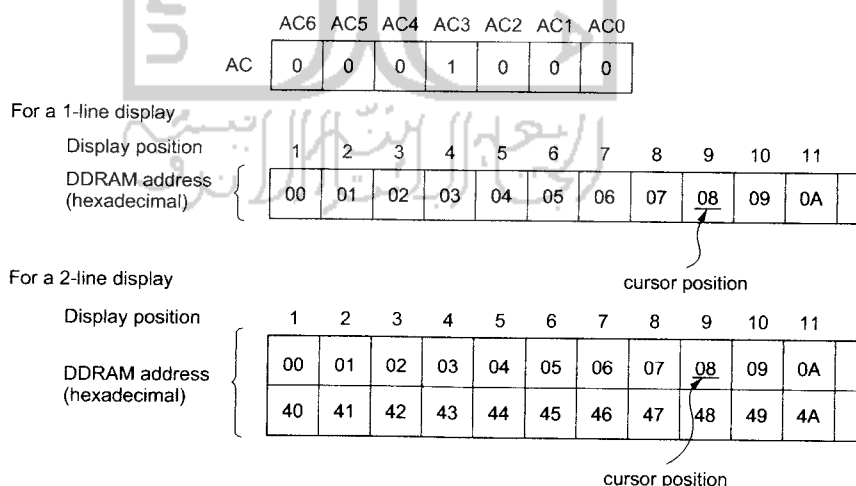 AC6 AC5 AC4 AC3 AC2 AC1 AC0
AC 0 0 0 1 0 0 0
For a 1-line display
Display position 1 2 3 4 5 6 7 8 9 10 11
DDRAM address
(hexadecimal)
00 01 02 03 04 05 06 07 08 09 0A
cursor position
For a 2-line display
Display position 1 2 3 4 5 6 7 8 9 10 11
DDRAM address
(hexadecimal)
00 01 02 03 04 05 06 07 08 09 0A
40 41 42 43 44 45 46 47 48 49 4A
cursor position